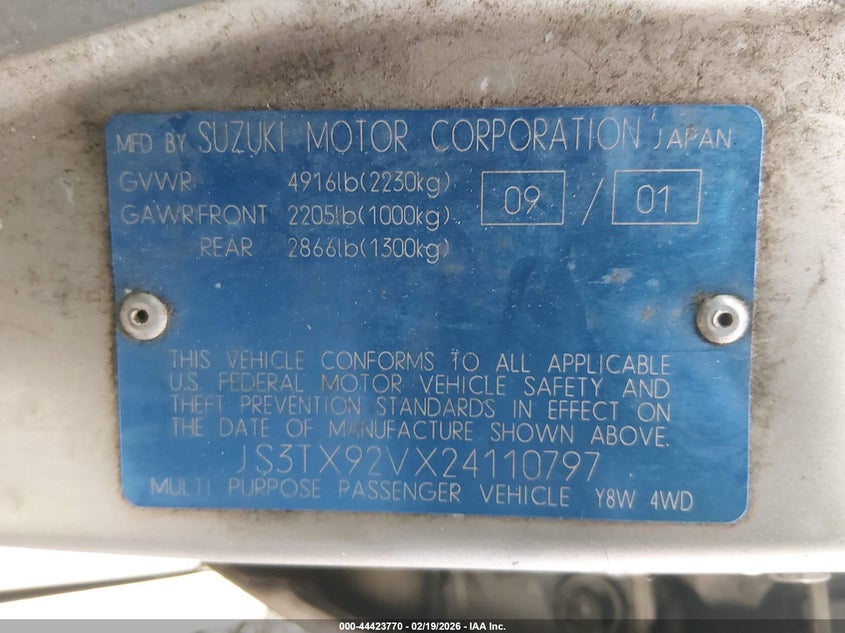 MFD BY SUZUKI MOTOR CORPORATION JAPAN
GVWR 4916lb(2230kg) 09 / 01
GAWRFRONT 2205lb(1000kg)
REAR 2866lb(1300kg)
THIS VEHICLE CONFORMS TO ALL APPLICABLE
U.S. FEDERAL MOTOR VEHICLE SAFETY AND
THEFT PREVENTION STANDARDS IN EFFECT ON
THE DATE OF MANUFACTURE SHOWN ABOVE.
JS3TX92VX24110797
MULTI PURPOSE PASSENGER VEHICLE Y8W 4WD
000-44423770 - 02/19/2026 - IAA Inc.